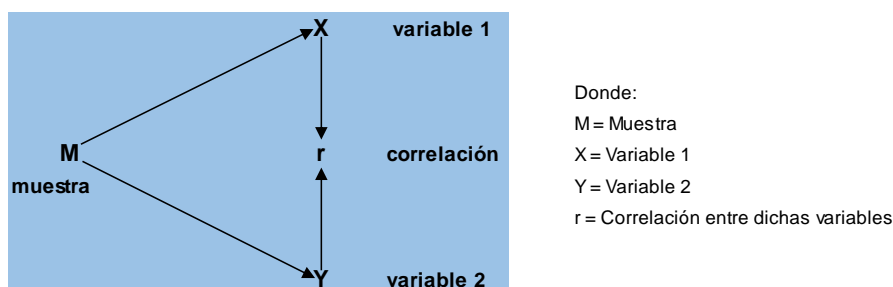 X variable 1
M r correlación
muestra
Y variable 2
Donde:
M = Muestra
X = Variable 1
Y = Variable 2
r = Correlación entre dichas variables